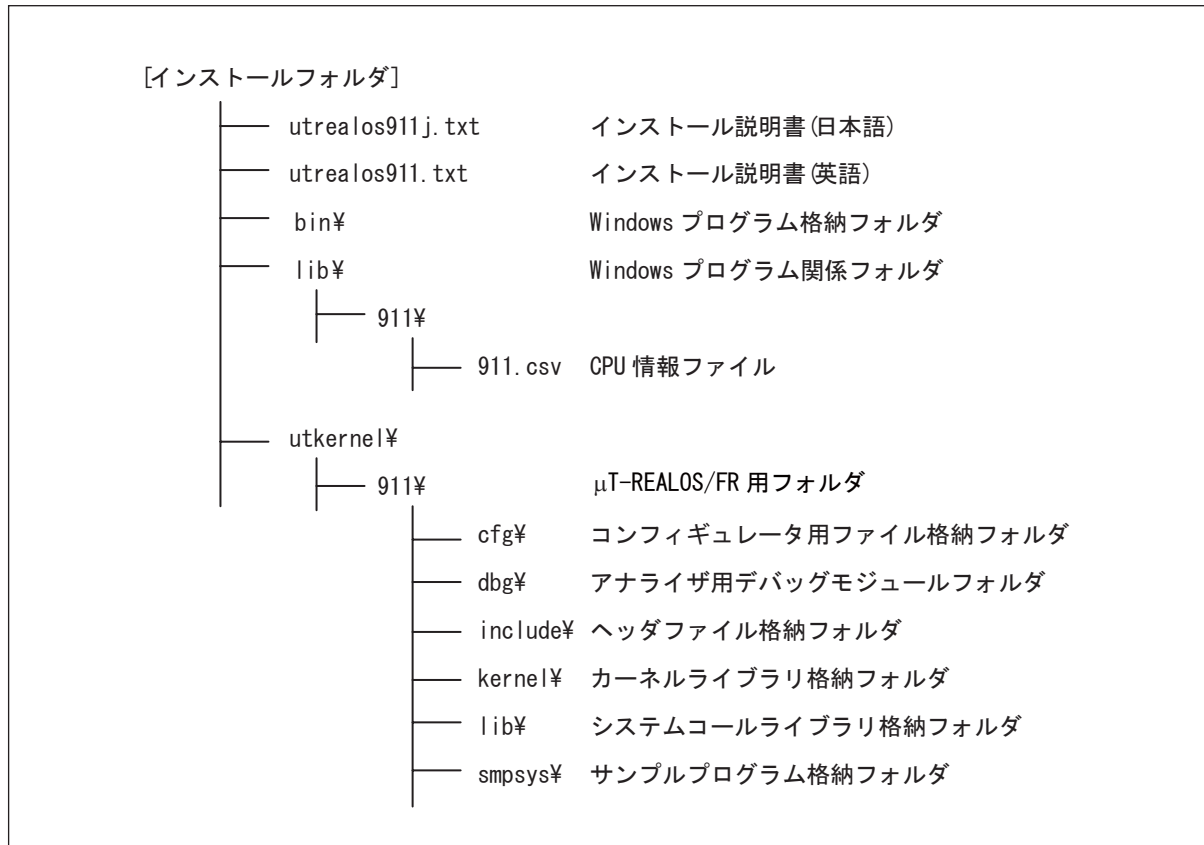 [インストールフォルダ]
utrealos911j.txt インストール説明書(日本語)
utrealos911.txt インストール説明書(英語)
bin¥ Windows プログラム格納フォルダ
lib¥ Windows プログラム関係フォルダ
911¥
911.csv CPU 情報ファイル
utkernel¥
911¥ μT-REALOS/FR 用フォルダ
cfg¥ コンフィギュレータ用ファイル格納フォルダ
dbg¥ アナライザ用デバッグモジュールフォルダ
include¥ ヘッダファイル格納フォルダ
kernel¥ カーネルライブラリ格納フォルダ
lib¥ システムコールライブラリ格納フォルダ
smpsys¥ サンプルプログラム格納フォルダ